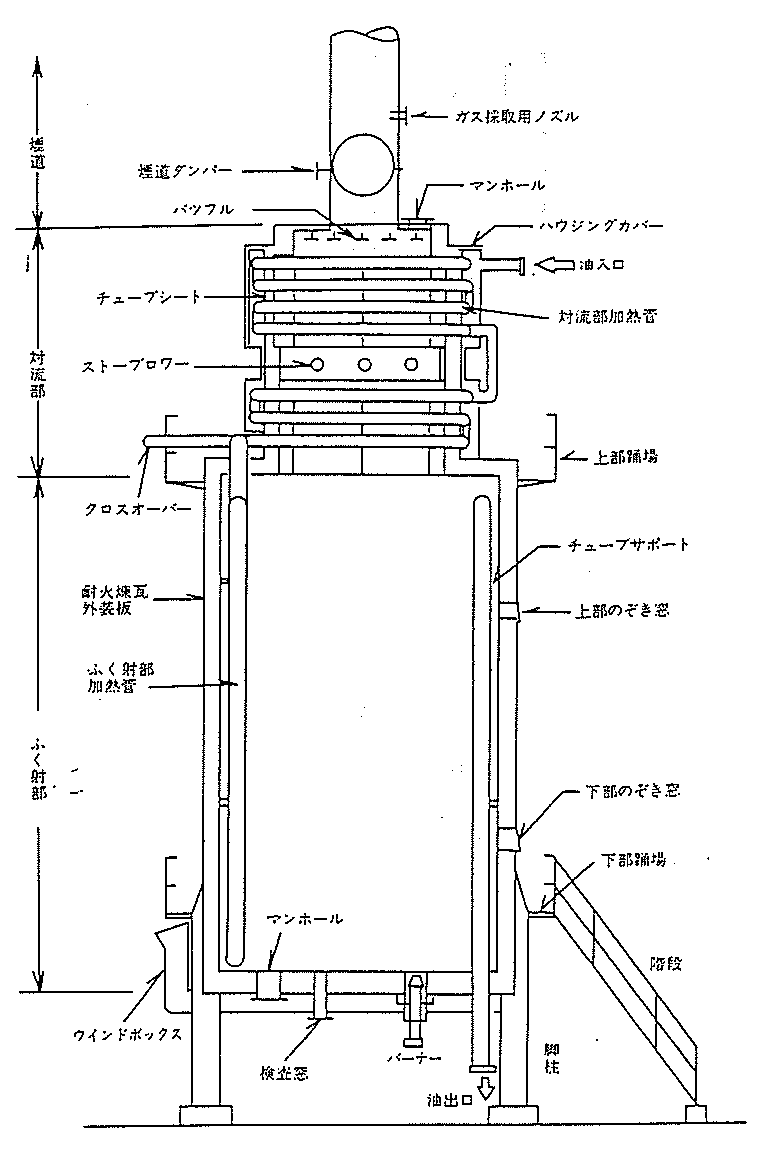 ガス採取用ノズル
煙道
煙道ダンパー
マンホール
バッフル
ハウジングカバー
油入口
チューブシート
対流部加熱管
対流部
ストーブロワー
上部踊場
クロスオーバー
チューブサポート
耐火煉瓦
外装板
上部のぞき窓
ふく射部
加熱管
ふく射部
下部のぞき窓
下部踊場
マンホール
階段
ウインドボックス
検査窓
バーナー
脚柱
油出口